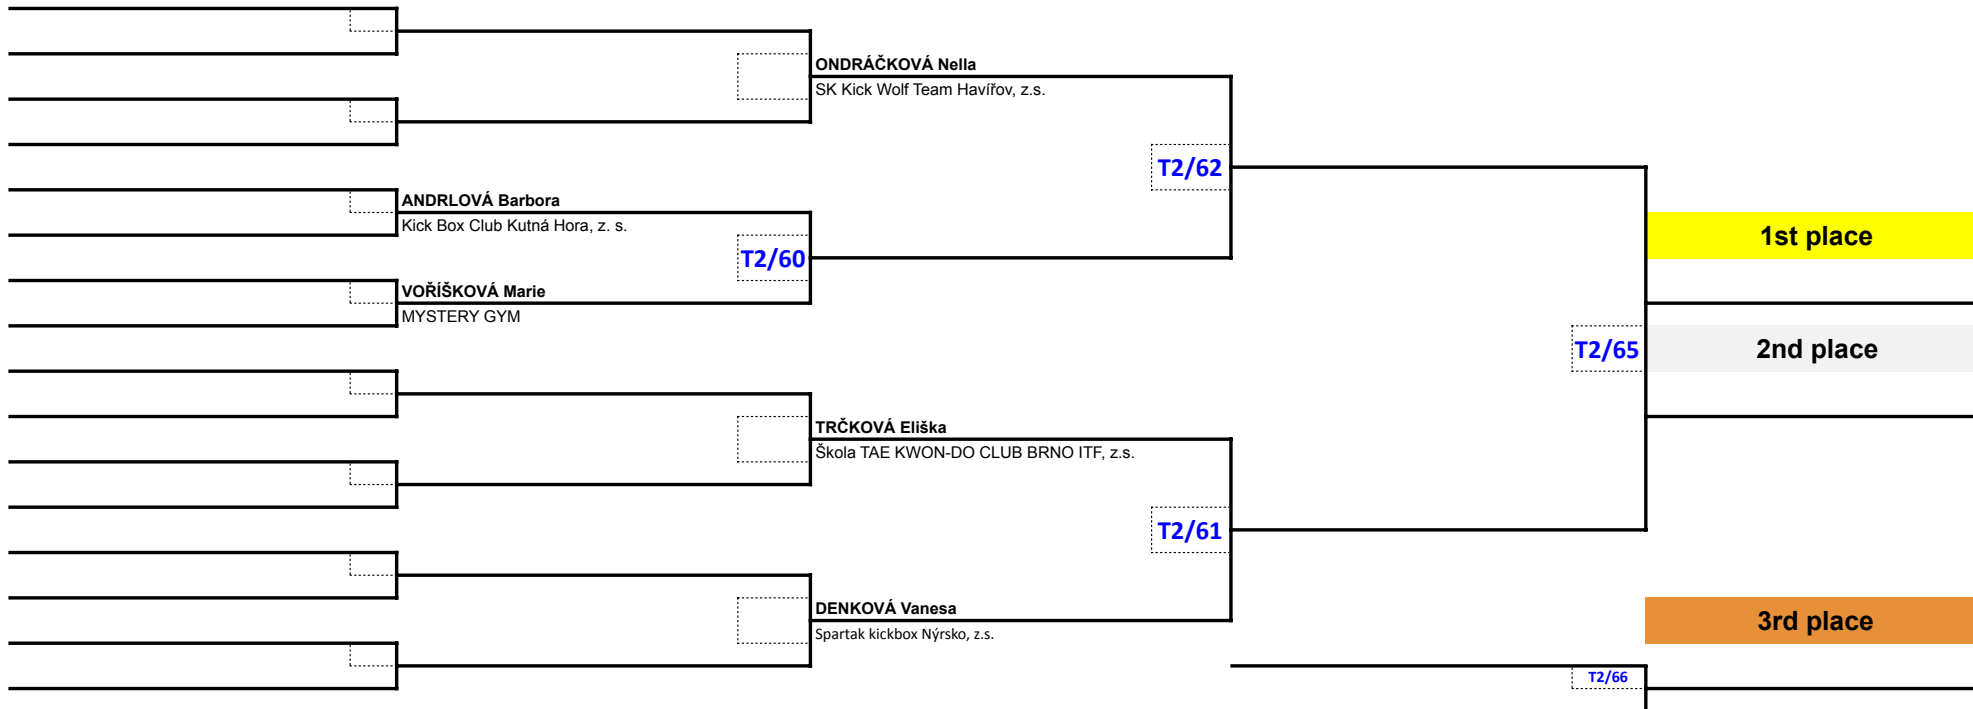 ONDRÁČKOVÁ Nella
SK Kick Wolf Team Havířov, z.s.
T2/62
ANDRLOVÁ Barbora
Kick Box Club Kutná Hora, z. s.
1st place
T2/60
VOŘÍŠKOVÁ Marie
MYSTERY GYM
T2/65
2nd place
TRČKOVÁ Eliška
Škola TAE KWON-DO CLUB BRNO ITF, z.s.
T2/61
DENKOVÁ Vanesa
Spartak kickbox Nýrsko, z.s.
3rd place
T2/66